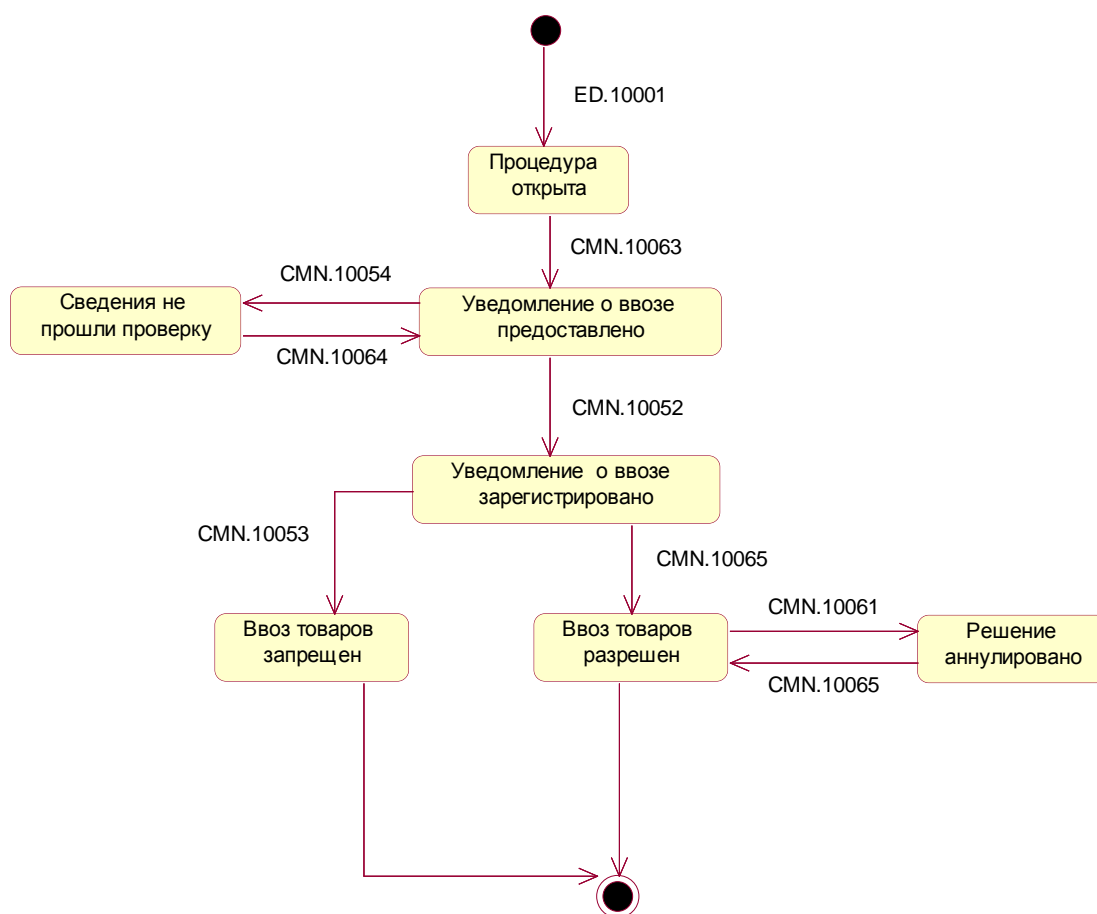 ED.10001
Процедура
открыта
CMN.10063
CMN.10054
Сведения не
прошли проверку
Уведомление о ввозе
предоставлено
CMN.10064
CMN.10052
Уведомление о ввозе
зарегистрировано
CMN.10053
CMN.10065
Ввоз товаров
запрещен
Ввоз товаров
разрешен
CMN.10061
Решение
аннулировано
CMN.10065